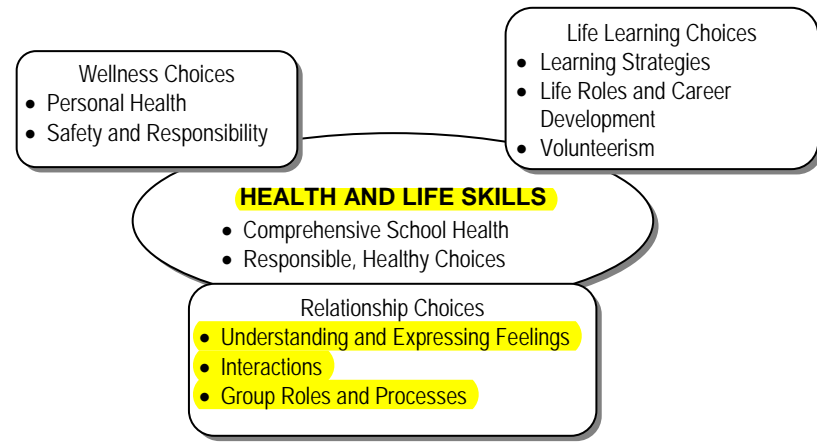 Life Learning Choices
• Learning Strategies
• Life Roles and Career
Development
• Volunteerism
Wellness Choices
• Personal Health
• Safety and Responsibility
HEALTH AND LIFE SKILLS
• Comprehensive School Health
• Responsible, Healthy Choices
Relationship Choices
• Understanding and Expressing Feelings
• Interactions
• Group Roles and Processes